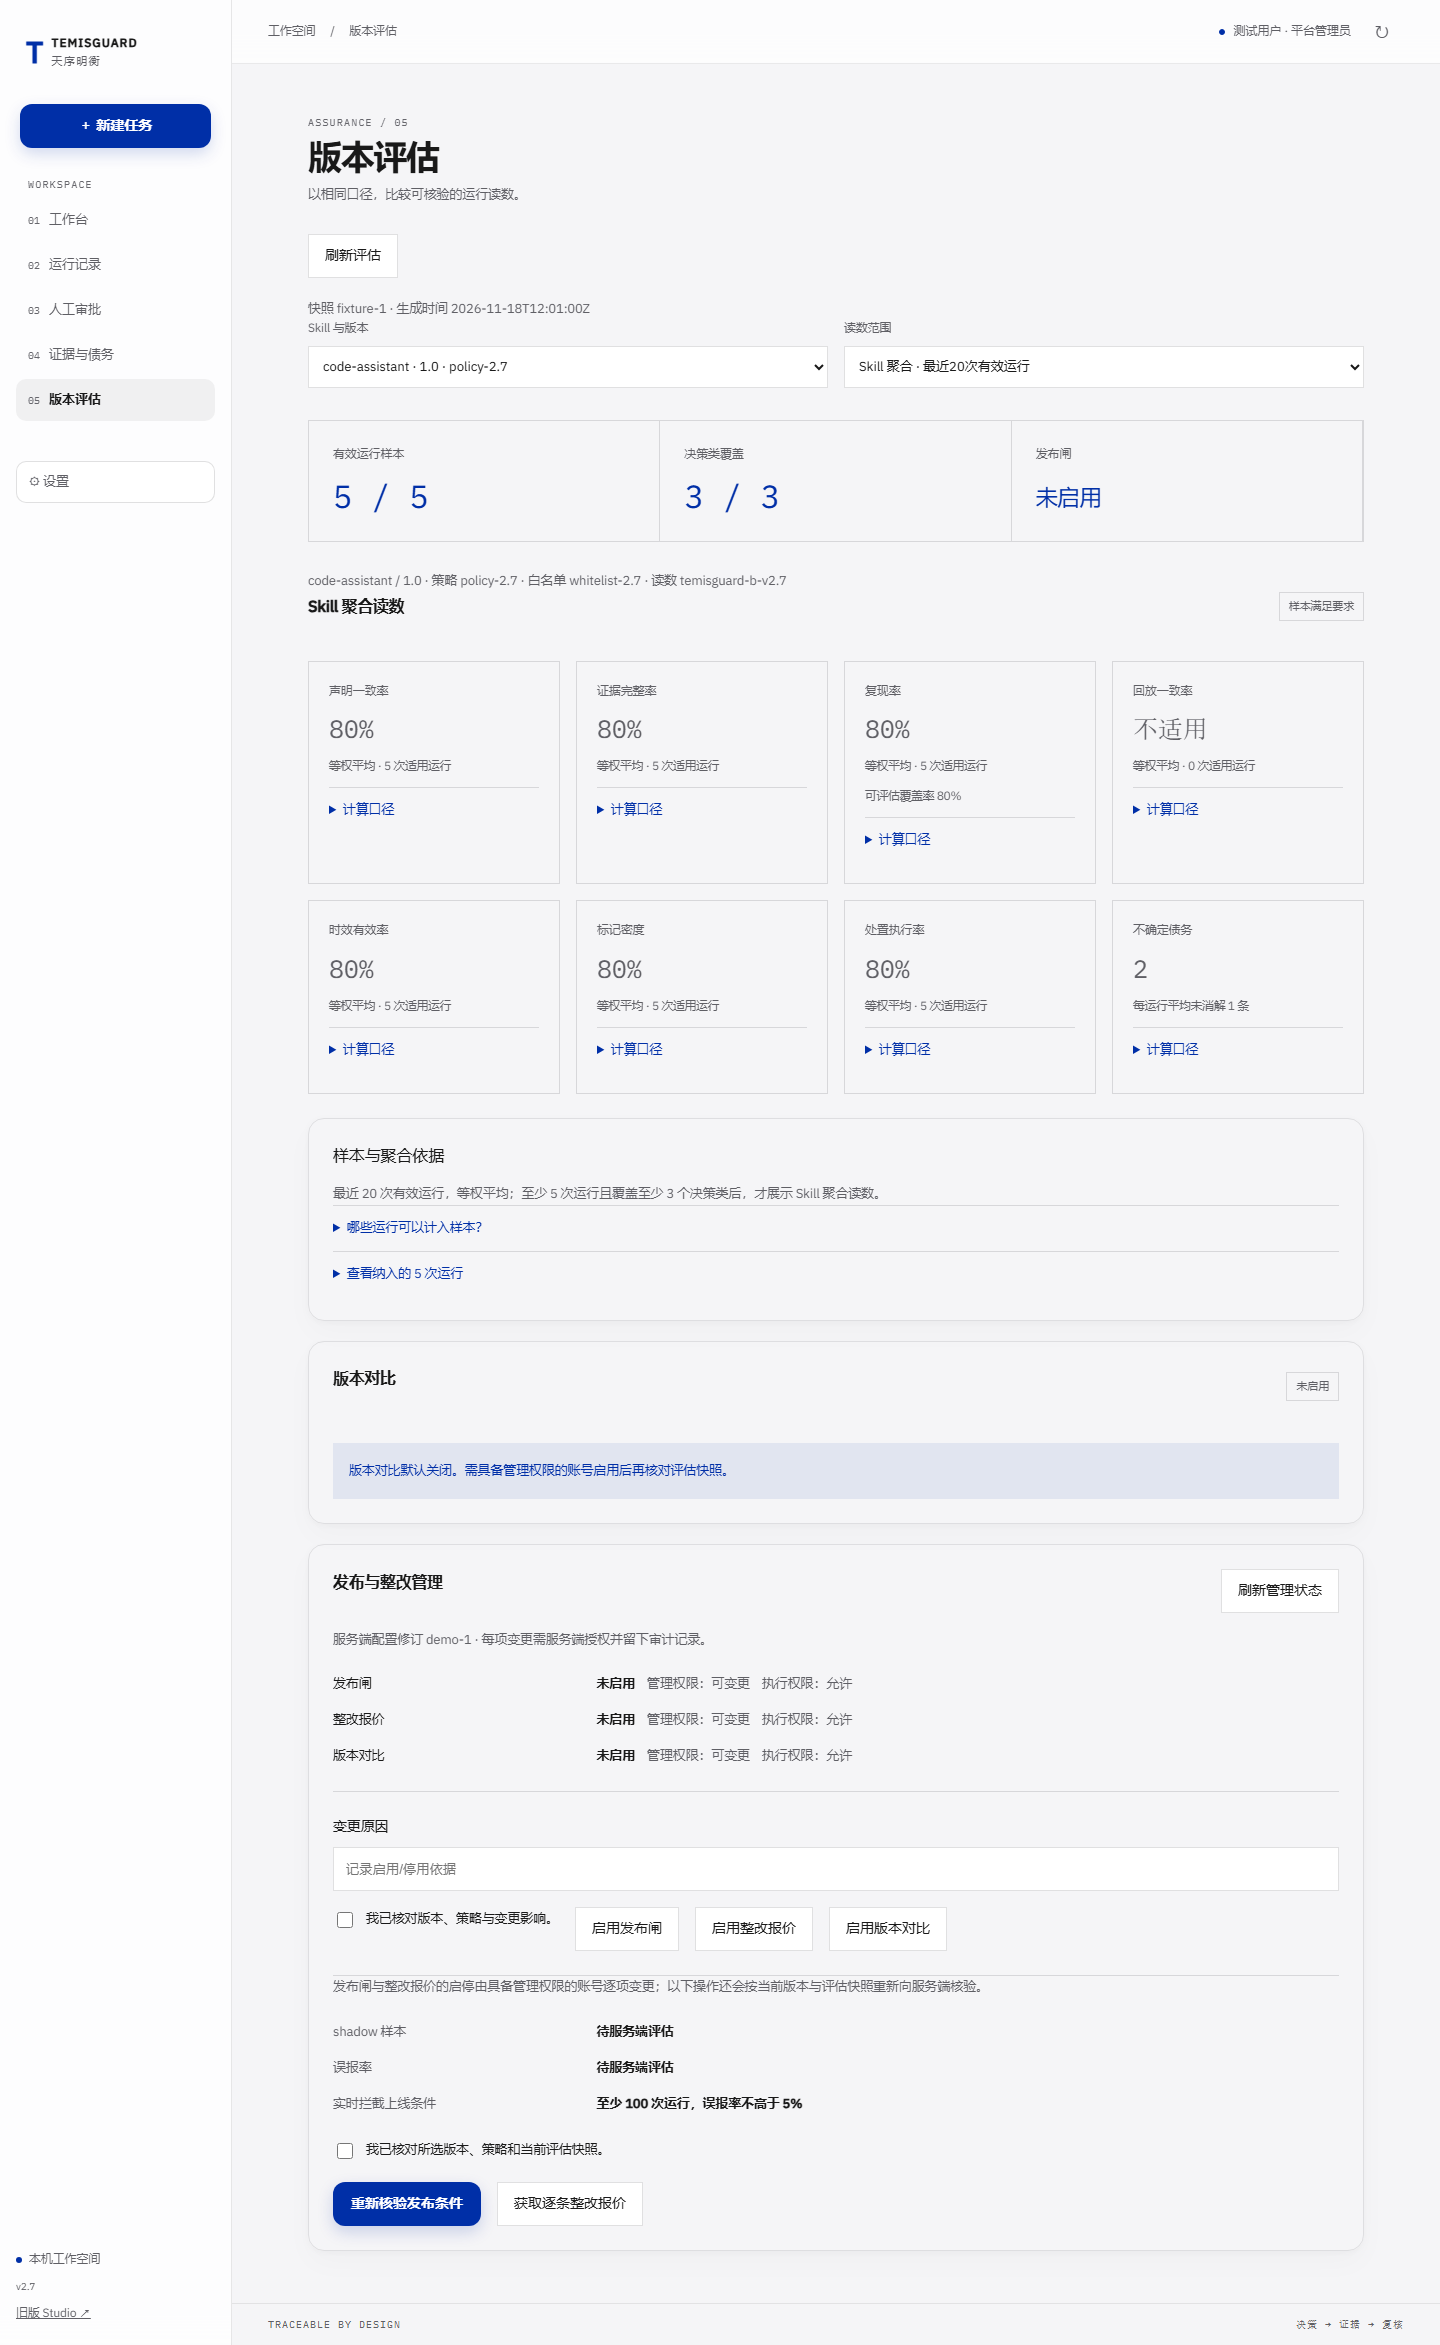 TEMISGUARD
天序明衡
+ 新建任务
WORKSPACE
01 工作台
02 运行记录
03 人工审批
04 证据与债务
05 版本评估
⚙ 设置
本机工作空间
v2.7
旧版 Studio ↗
工作空间 / 版本评估
测试用户 · 平台管理员 ↻
ASSURANCE / 05
版本评估
以相同口径，比较可核验的运行读数。
刷新评估
快照 fixture-1 · 生成时间 2026-11-18T12:01:00Z
Skill 与版本
code-assistant · 1.0 · policy-2.7
读数范围
Skill 聚合 · 最近20次有效运行
有效运行样本
5 / 5
决策类覆盖
3 / 3
发布闸
未启用
code-assistant / 1.0 · 策略 policy-2.7 · 白名单 whitelist-2.7 · 读数 temisguard-b-v2.7
Skill 聚合读数
样本满足要求
声明一致率
80%
等权平均 · 5 次适用运行
▶ 计算口径
证据完整率
80%
等权平均 · 5 次适用运行
▶ 计算口径
复现率
80%
等权平均 · 5 次适用运行
可评估覆盖率 80%
▶ 计算口径
回放一致率
不适用
等权平均 · 0 次适用运行
▶ 计算口径
时效有效率
80%
等权平均 · 5 次适用运行
▶ 计算口径
标记密度
80%
等权平均 · 5 次适用运行
▶ 计算口径
处置执行率
80%
等权平均 · 5 次适用运行
▶ 计算口径
不确定债务
2
每运行平均未消解 1 条
▶ 计算口径
样本与聚合依据
最近 20 次有效运行，等权平均；至少 5 次运行且覆盖至少 3 个决策类后，才展示 Skill 聚合读数。
▶ 哪些运行可以计入样本？
▶ 查看纳入的 5 次运行
版本对比
未启用
版本对比默认关闭。需具备管理权限的账号启用后再核对评估快照。
发布与整改管理
刷新管理状态
服务端配置修订 demo-1 · 每项变更需服务端授权并留下审计记录。
发布闸 未启用 管理权限：可变更 执行权限：允许
整改报价 未启用 管理权限：可变更 执行权限：允许
版本对比 未启用 管理权限：可变更 执行权限：允许
变更原因
记录启用/停用依据
我已核对版本、策略与变更影响。 启用发布闸 启用整改报价 启用版本对比
发布闸与整改报价的启停由具备管理权限的账号逐项变更；以下操作还会按当前版本与评估快照重新向服务端核验。
shadow 样本 待服务端评估
误报率 待服务端评估
实时拦截上线条件 至少 100 次运行，误报率不高于 5%
我已核对所选版本、策略和当前评估快照。
重新核验发布条件 获取逐条整改报价
TRACEABLE BY DESIGN
决策 → 证据 → 复核